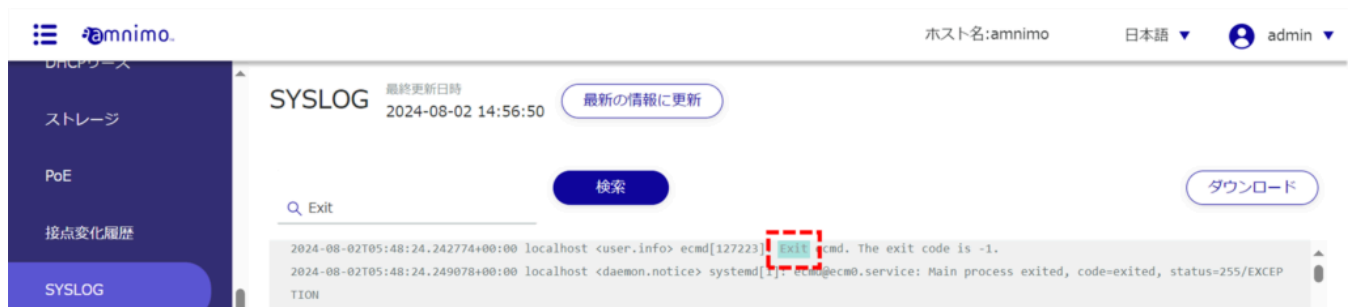 amnimo
ホスト名:amnimo
日本語 ▼
admin ▼
DHCPリース
ストレージ
PoE
接点変化履歴
SYSLOG
SYSLOG
最終更新日時
2024-08-02 14:56:50
最新の情報に更新
Exit
検索
ダウンロード
2024-08-02T05:48:24.242774+00:00 localhost <user.info> ecmd[127223] Exit ecmd. The exit code is -1.
2024-08-02T05:48:24.249078+00:00 localhost <daemon.notice> systemd[1]: ecmd@ecm0.service: Main process exited, code=exited, status=255/EXCEP
TION